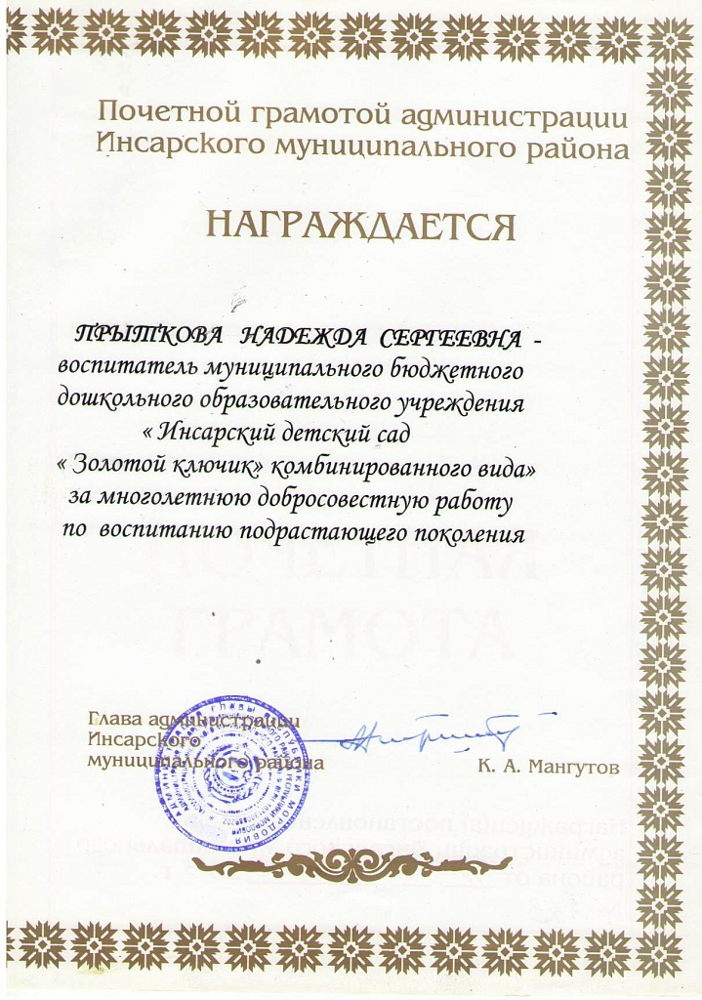 Почетной грамотой администрации
Инсарского муниципального района
НАГРАЖДАЕТСЯ
ПРЫТКОВА НАДЕЖДА СЕРГЕЕВНА -
воспитатель муниципального бюджетного
дошкольного образовательного учреждения
« Инсарский детский сад
« Золотой ключик» комбинированного вида»
за многолетнюю добросовестную работу
по воспитанию подрастающего поколения
Глава администрации
Инсарского
муниципального района
К. А. Мангутов